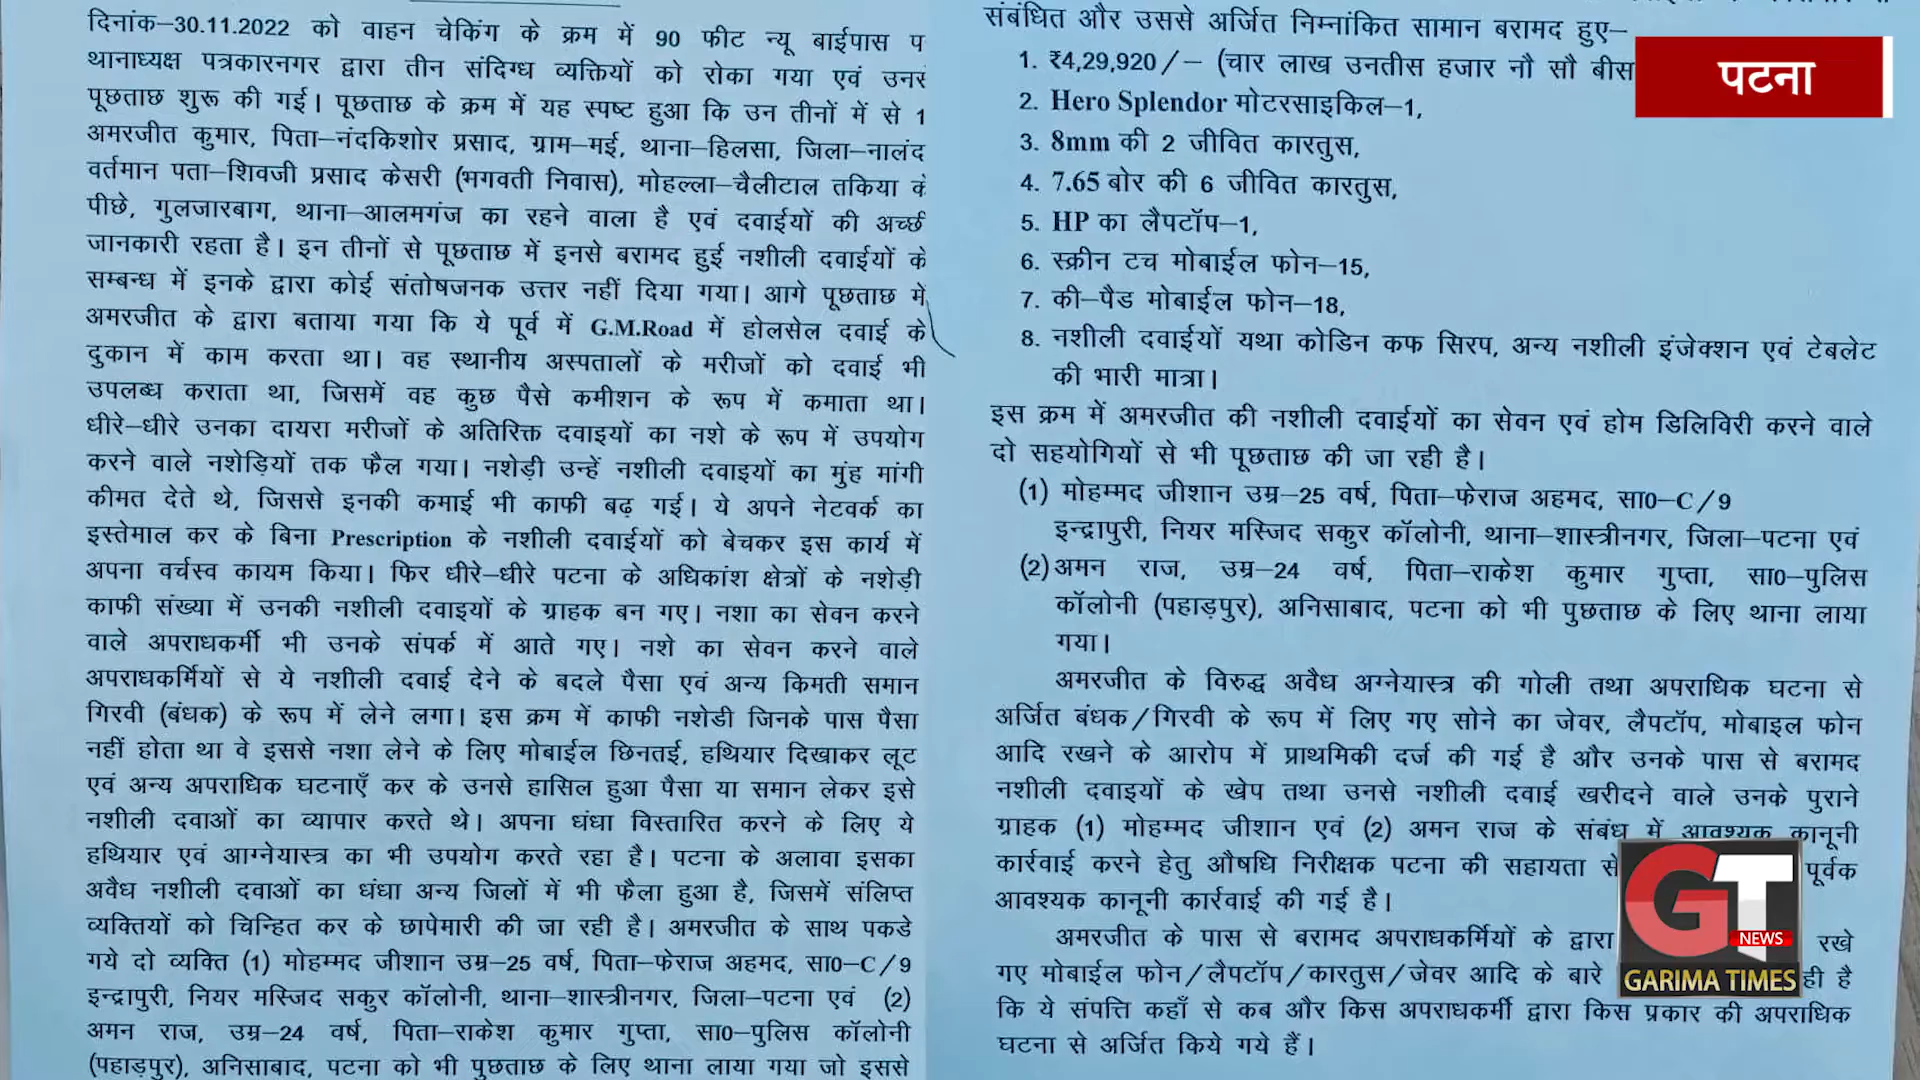 दिनांक–30.11.2022 को वाहन चेकिंग के क्रम में 90 फीट न्यू बाईपास
थानाध्यक्ष पत्रकारनगर द्वारा तीन संदिग्ध व्यक्तियों को रोका गया एवं
पूछताछ शुरू की गई। पूछताछ के क्रम में यह स्पष्ट हुआ कि उन तीनों में से 1
अमरजीत कुमार, पिता–नंदकिशोर प्रसाद, ग्राम–मई, थाना–हिलसा,
वर्तमान पता–शिवजी प्रसाद केसरी (भगवती निवास), मोहल्ला–चैलीटाल तकिया
पीछे, गुलजारबाग, थाना–आलमगंज का रहने वाला है एवं दवाईयों की
जानकारी रहता है। इन तीनों से पूछताछ में इनसे बरामद हुई नशीली दवाईयों के
सम्बन्ध में इनके द्वारा कोई संतोषजनक उत्तर नहीं दिया गया। आगे पूछताछ में
अमरजीत के द्वारा बताया गया कि ये पूर्व में G.M.Road में होलसेल दवाई के
दुकान में काम करता था। वह स्थानीय अस्पतालों के मरीजों को दवाई भी
उपलब्ध कराता था, जिसमें वह कुछ पैसे कमीशन के रूप में कमाता था।
धीरे–धीरे उनका दायरा मरीजों के अतिरिक्त दवाइयों का नशे के रूप में उपयोग
करने वाले नशेड़ियों तक फैल गया। नशेड़ी उन्हें नशीली दवाइयों का मुंह मांगी
कीमत देते थे, जिससे इनकी कमाई भी काफी बढ़ गई। ये अपने नेटवर्क का
इस्तेमाल कर के बिना Prescription के नशीली दवाईयों को बेचकर इस कार्य में
अपना वर्चस्व कायम किया। फिर धीरे–धीरे पटना के अधिकांश क्षेत्रों के नशेड़ी
काफी संख्या में उनकी नशीली दवाइयों के ग्राहक बन गए। नशा का सेवन करने
वाले अपराधकर्मी भी उनके संपर्क में आते गए। नशे का सेवन करने वाले
अपराधकर्मियों से ये नशीली दवाई देने के बदले पैसा एवं अन्य किमती समान
गिरवी (बंधक) के रूप में लेने लगा। इस क्रम में काफी नशेडी जिनके पास पैसा
नहीं होता था वे इससे नशा लेने के लिए मोबाईल छिनतई, हथियार दिखाकर लूट
एवं अन्य अपराधिक घटनाएँ कर के उनसे हासिल हुआ पैसा या समान लेकर इसे
नशीली दवाओं का व्यापार करते थे। अपना धंधा विस्तारित करने के लिए ये
हथियार एवं आग्नेयास्त्र का भी उपयोग करते रहा है। पटना के अलावा इसका
अवैध नशीली दवाओं का धंधा अन्य जिलों में भी फैला हुआ है, जिसमें संलिप्त
व्यक्तियों को चिन्हित कर के छापेमारी की जा रही है। अमरजीत के साथ पकडे
गये दो व्यक्ति (1) मोहम्मद जीशान उम्र–25 वर्ष, पिता–फेराज अहमद, सा0–C/9
इन्द्रापुरी, नियर मस्जिद सकुर कॉलोनी, थाना–शास्त्रीनगर, जिला–पटना एवं (2)
अमन राज, उम्र–24 वर्ष, पिता–राकेश कुमार गुप्ता, सा0–पुलिस कॉलोनी
(पहाड़पुर), अनिसाबाद, पटना को भी पुछताछ के लिए थाना लाया गया जो इससे
संबंधित और उससे अर्जित निम्नांकित सामान बरामद हुए–
1. ₹4,29,920/– (चार लाख उनतीस हजार नौ सौ बीस
2. Hero Splendor मोटरसाइकिल–1,
3. 8mm की 2 जीवित कारतुस,
4. 7.65 बोर की 6 जीवित कारतुस,
5. HP का लैपटॉप–1,
6. स्क्रीन टच मोबाईल फोन–15,
7. की–पैड मोबाईल फोन–18,
8. नशीली दवाईयों यथा कोडिन कफ सिरप, अन्य नशीली इंजेक्शन एवं टेबलेट
की भारी मात्रा।
इस क्रम में अमरजीत की नशीली दवाईयों का सेवन एवं होम डिलिविरी करने वाले
दो सहयोगियों से भी पूछताछ की जा रही है।
(1) मोहम्मद जीशान उम्र–25 वर्ष, पिता–फेराज अहमद, सा0–C/9
इन्द्रापुरी, नियर मस्जिद सकुर कॉलोनी, थाना–शास्त्रीनगर, जिला–पटना एवं
(2) अमन राज, उम्र–24 वर्ष, पिता–राकेश कुमार गुप्ता, सा0–पुलिस
कॉलोनी (पहाड़पुर), अनिसाबाद, पटना को भी पुछताछ के लिए थाना लाया
गया।
अमरजीत के विरुद्ध अवैध अग्नेयास्त्र की गोली तथा अपराधिक घटना से
अर्जित बंधक/गिरवी के रूप में लिए गए सोने का जेवर, लैपटॉप, मोबाइल फोन
आदि रखने के आरोप में प्राथमिकी दर्ज की गई है और उनके पास से बरामद
नशीली दवाइयों के खेप तथा उनसे नशीली दवाई खरीदने वाले उनके पुराने
ग्राहक (1) मोहम्मद जीशान एवं (2) अमन राज के संबंध में आवश्यक कानूनी
कार्रवाई करने हेतु औषधि निरीक्षक पटना की सहायता से पूर्वक
आवश्यक कानूनी कार्रवाई की गई है।
अमरजीत के पास से बरामद अपराधकर्मियों के द्वारा रखे
गए मोबाईल फोन/लैपटॉप/कारतुस/जेवर आदि के बारे ही है
कि ये संपत्ति कहाँ से कब और किस अपराधकर्मी द्वारा किस प्रकार की अपराधिक
घटना से अर्जित किये गये हैं।
पटना
GT
NEWS
GARIMA TIMES